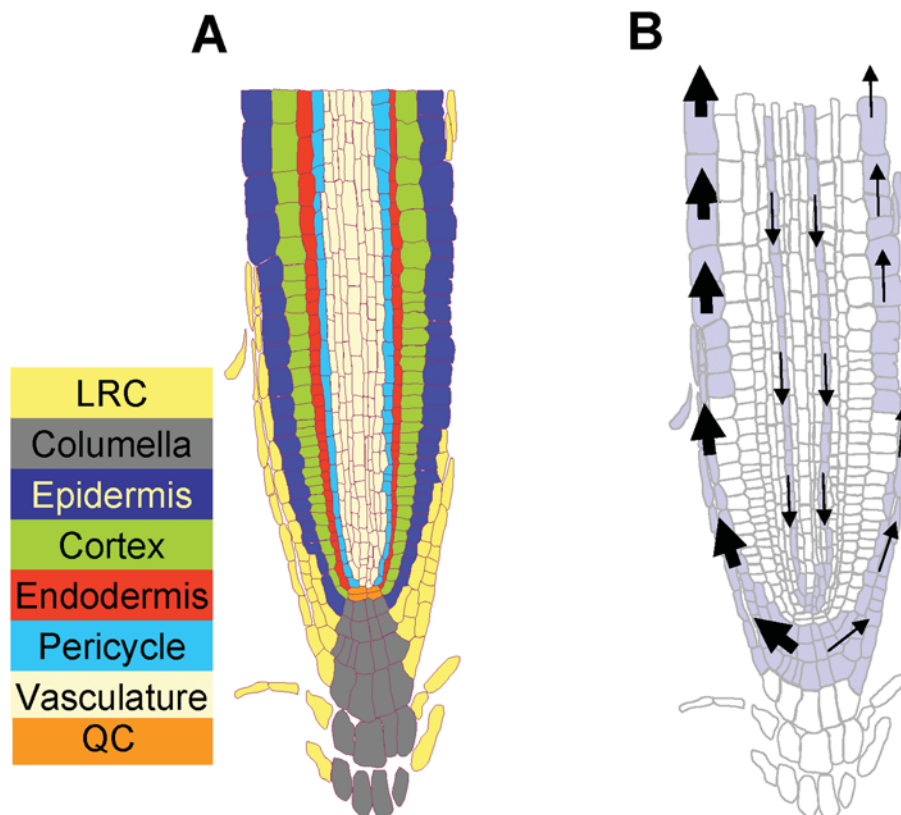 A
B
LRC
Columella
Epidermis
Cortex
Endodermis
Pericycle
Vasculature
QC